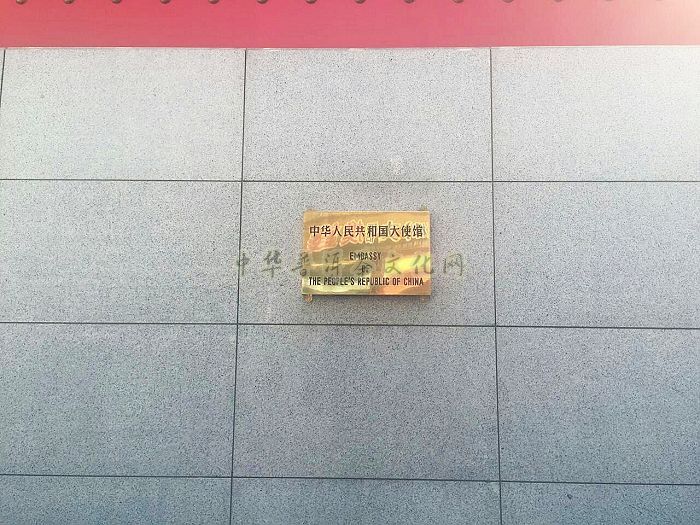 中华人民共和国大使馆
EMBASSY
OF
THE PEOPLE'S REPUBLIC OF CHINA
中华普洱茶文化网